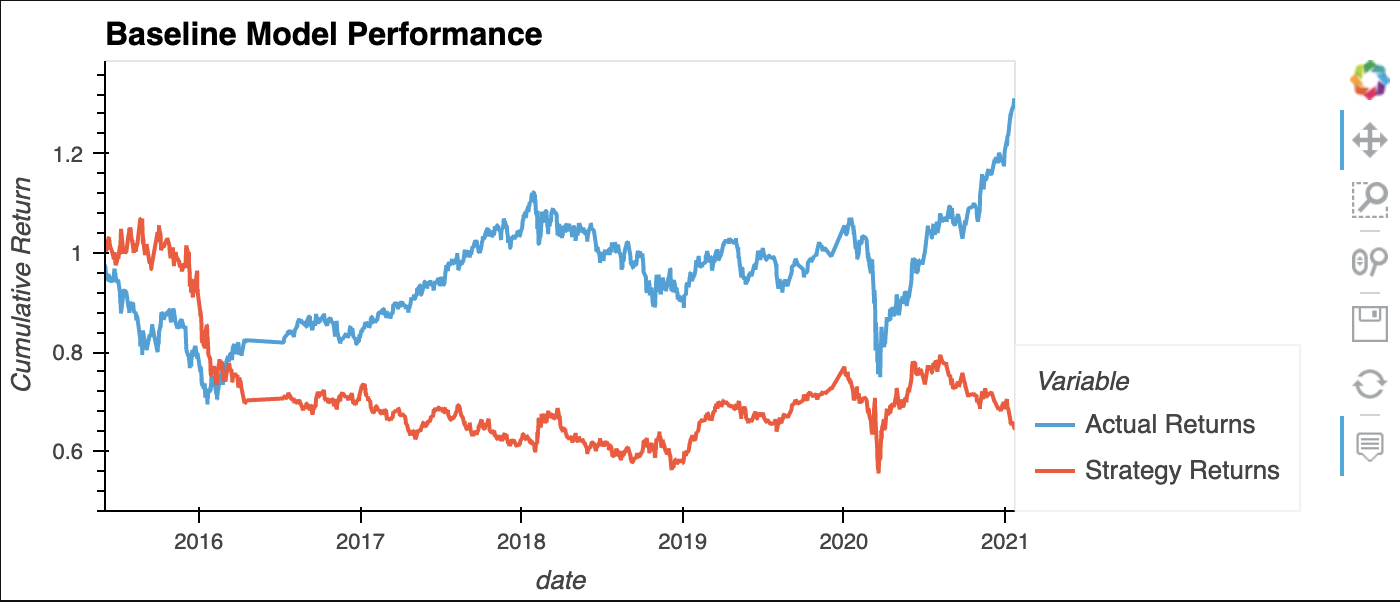 Baseline Model Performance
Cumulative Return
1.2
1
0.8
0.6
2016 2017 2018 2019 2020 2021
date
Variable
Actual Returns
Strategy Returns